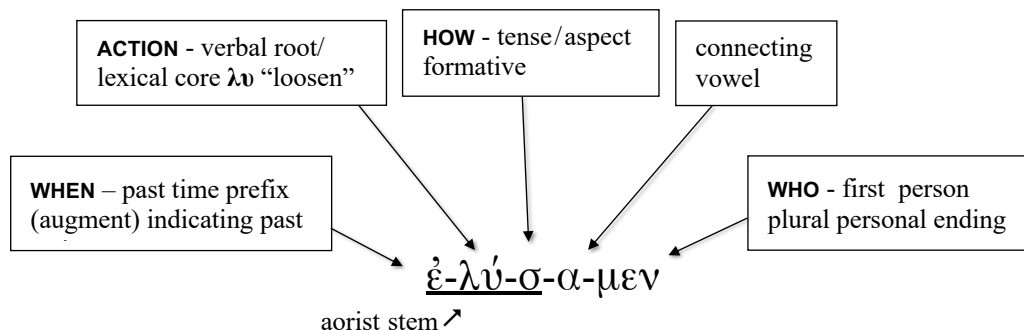 ACTION - verbal root/
lexical core λυ “loosen”
HOW - tense/aspect
formative
connecting
vowel
WHEN – past time prefix
(augment) indicating past
WHO - first person
plural personal ending
ἐ-λύ-σ-α-μεν
aorist stem ↗